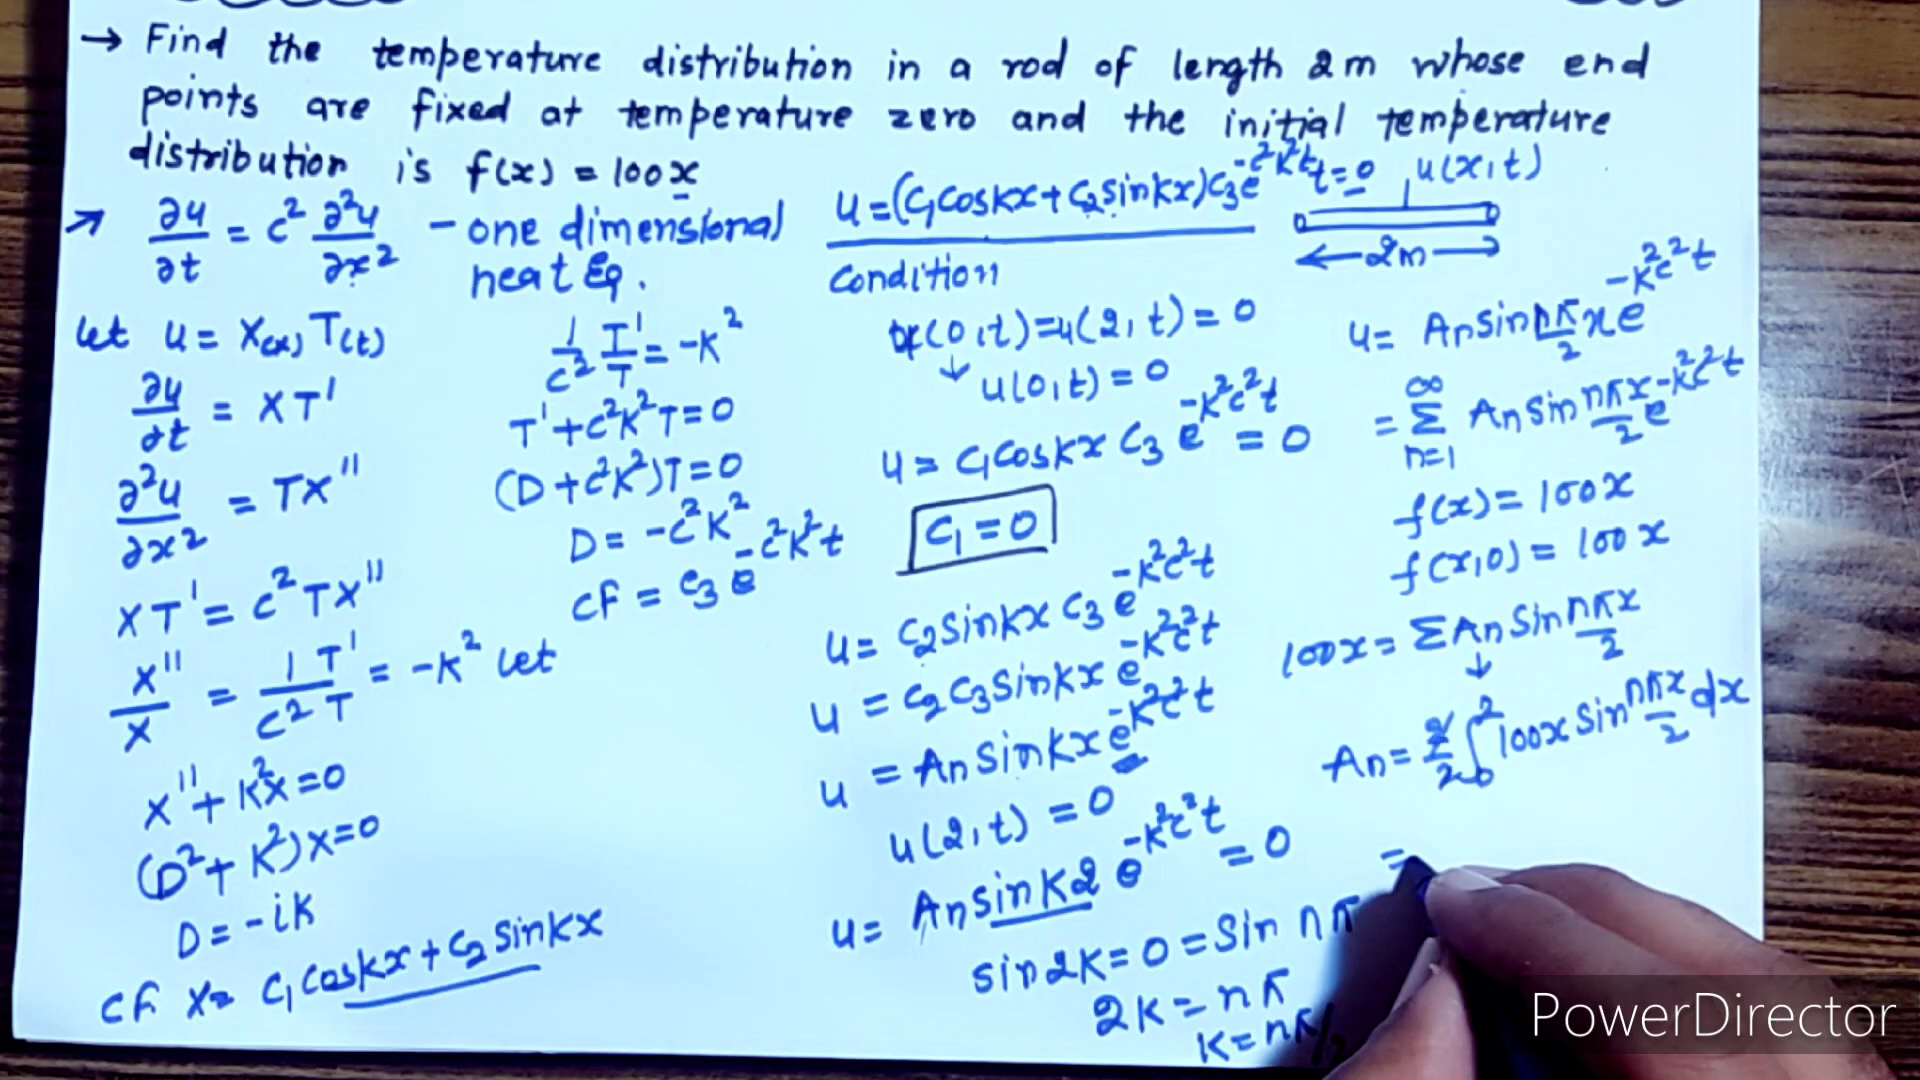 → Find the temperature distribution in a rod of length 2m whose end
points are fixed at temperature zero and the initial temperature
distribution is f(x) = 100x
→ ∂u/∂t = c² ∂²u/∂x² - one dimensional
heat Eq.
let u = X(x), T(t)
∂u/∂t = XT'
∂²u/∂x² = TX''
XT' = c²TX''
X''/X = 1/c² T'/T = -k² let
X'' + k²X = 0
(D² + k²)X = 0
D = -ik
CF X = C₁coskx + C₂ sinkx
1/c² T'/T = -k²
T' + c²k²T = 0
(D + c²k²)T = 0
D = -c²k²
CF = C₃ e^-c²k²t
u = (C₁coskx + C₂sinkx)C₃e^-c²k²t
t=0
u(x,t)
2m
condition
u(0,t) = u(2,t) = 0
↓ u(0,t) = 0
u = C₁coskx C₃ e^-k²c²t = 0
C₁ = 0
u = C₂sinkx C₃ e^-k²c²t
u = C₂C₃sinkx e^-k²c²t
u = An sinkx e^-k²c²t
u(2,t) = 0
u = An sin k2 e^-k²c²t = 0
sin2k = 0 = sin nπ
2k = nπ
k = nπ/2
u = An sin nπ/2 x e^-k²c²t
= ∞ Σ n=1 An sin nπx/2 e^-k²c²t
f(x) = 100x
f(x,0) = 100x
100x = ΣAn sin nπx/2
↓
An = 2/2 ∫₀² 100x sin nπx/2 dx
=
PowerDirector